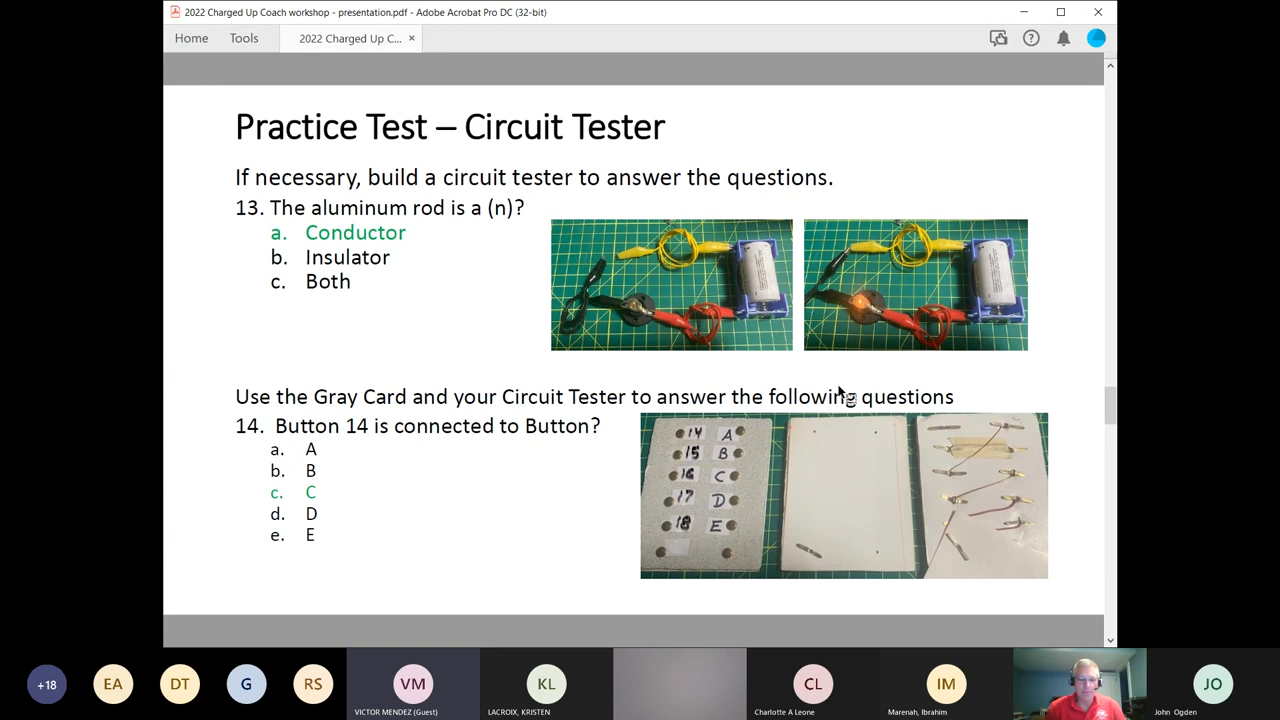 2022 Charged Up Coach workshop - presentation.pdf - Adobe Acrobat Pro DC (32-bit)
Home Tools 2022 Charged Up C... ×
Practice Test – Circuit Tester
If necessary, build a circuit tester to answer the questions.
13. The aluminum rod is a (n)?
a. Conductor
b. Insulator
c. Both
Use the Gray Card and your Circuit Tester to answer the following questions
14. Button 14 is connected to Button?
a. A
b. B
c. C
d. D
e. E
14 A
15 B
16 C
17 D
18 E
+18 EA DT G RS VM KL CL IM JO
VICTOR MENDEZ (Guest) LACROIX, KRISTEN Charlotte A Leone Marenah, Ibrahim John Ogden